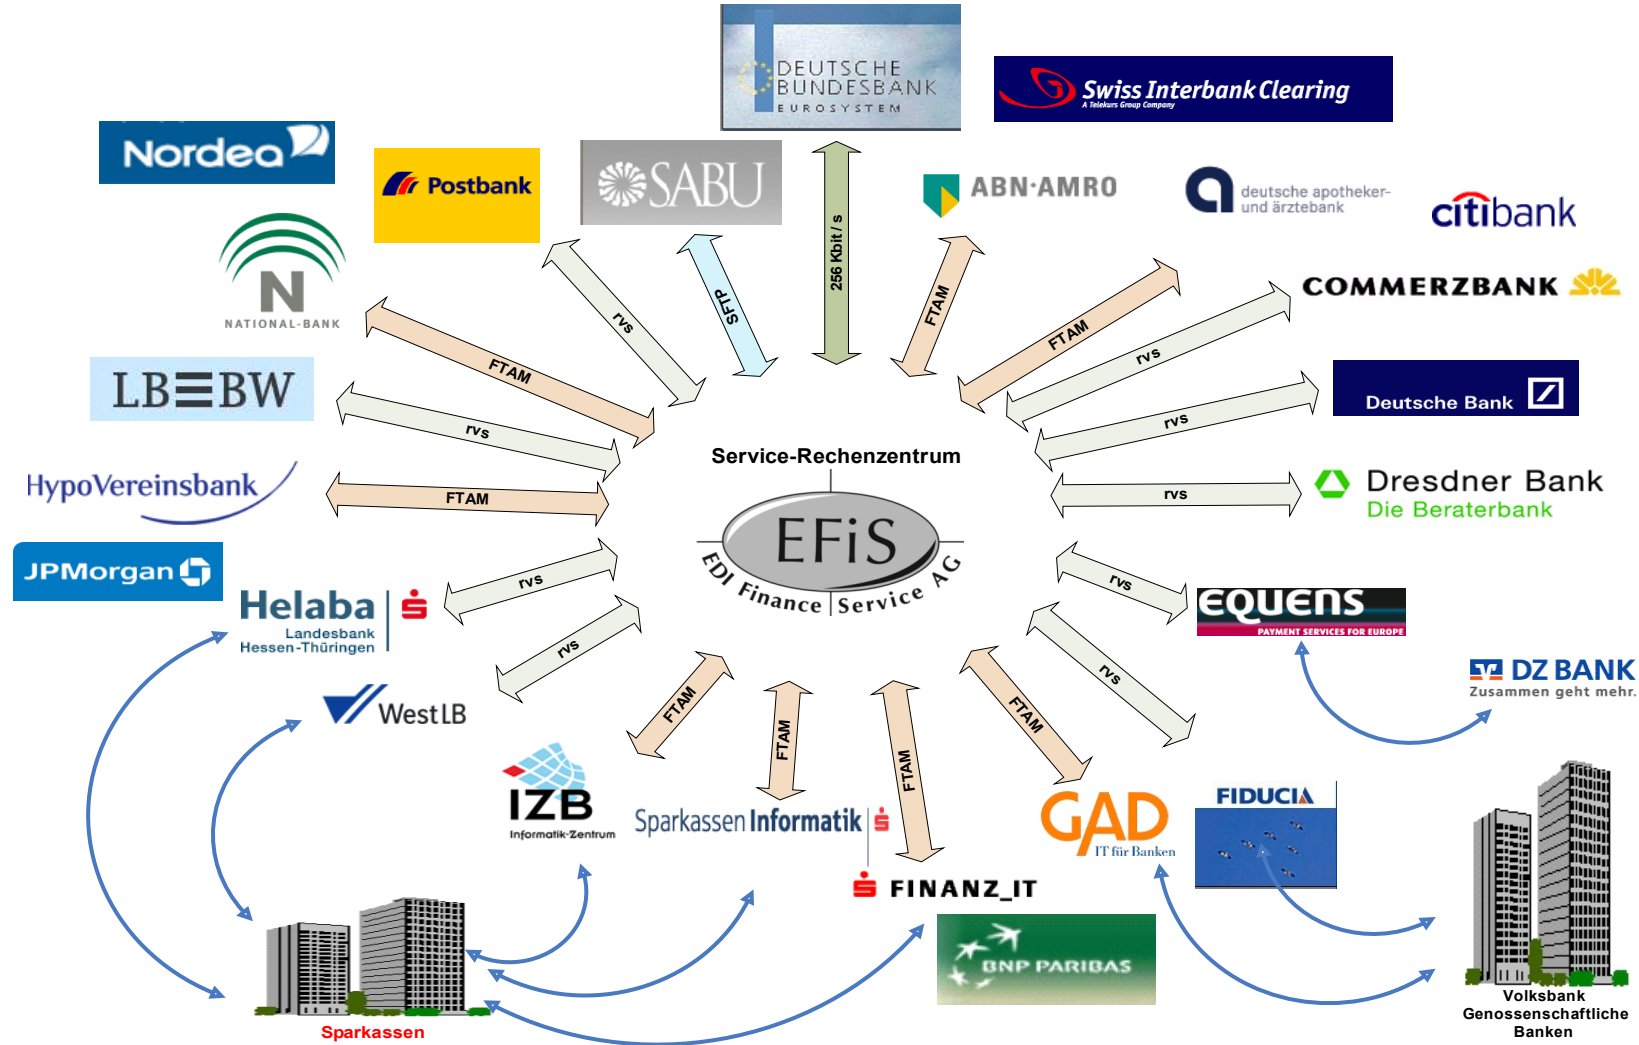 DEUTSCHE
BUNDESBANK
EUROSYSTEM
Swiss Interbank Clearing
A Telekurs Group Company
Nordea
Postbank
SABU
ABN·AMRO
deutsche apotheker-
und ärztebank
citibank
NATIONAL-BANK
COMMERZBANK
256 Kbit / s
SFTP
rvs
FTAM
FTAM
FTAM
rvs
LBBW
rvs
rvs
Deutsche Bank
HypoVereinsbank
FTAM
Service-Rechenzentrum
rvs
Dresdner Bank
Die Beraterbank
EFiS
EDI Finance Service AG
JPMorgan
rvs
rvs
Helaba
Landesbank
Hessen-Thüringen
EQUENS
PAYMENT SERVICES FOR EUROPE
rvs
rvs
WestLB
DZ BANK
Zusammen geht mehr.
FTAM
FTAM
FTAM
FTAM
IZB
Informatik-Zentrum
Sparkassen Informatik
GAD
IT für Banken
FIDUCIA
FINANZ_IT
BNP PARIBAS
Sparkassen
Volksbank
Genossenschaftliche
Banken